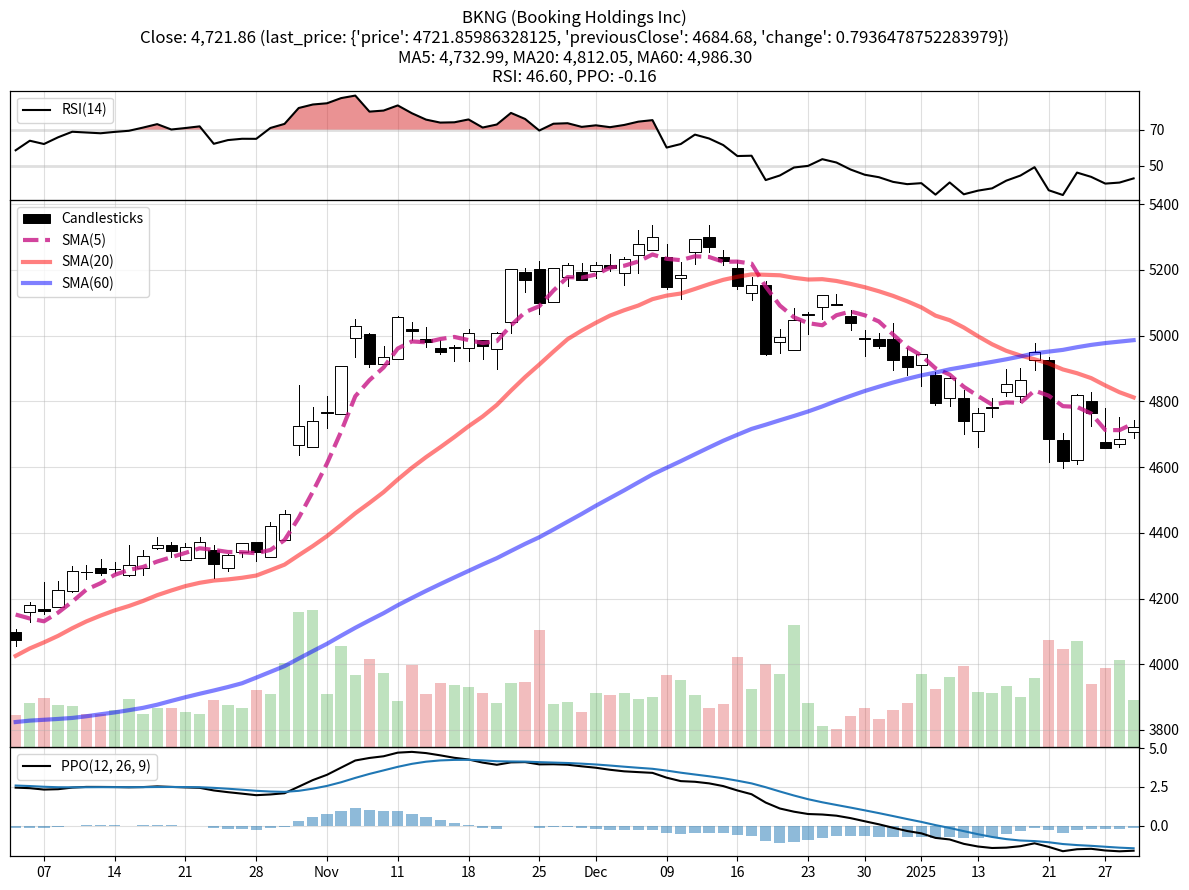 BKNG (Booking Holdings Inc)
Close: 4,721.86 (last_price: {'price': 4721.85986328125, 'previousClose': 4684.68, 'change': 0.7936478752283979})
MA5: 4,732.99, MA20: 4,812.05, MA60: 4,986.30
RSI: 46.60, PPO: -0.16
RSI(14)
70
50
Candlesticks
SMA(5)
SMA(20)
SMA(60)
5400
5200
5000
4800
4600
4400
4200
4000
3800
PPO(12, 26, 9)
5.0
2.5
0.0
07 14 21 28 Nov 11 18 25 Dec 09 16 23 30 2025 13 21 27